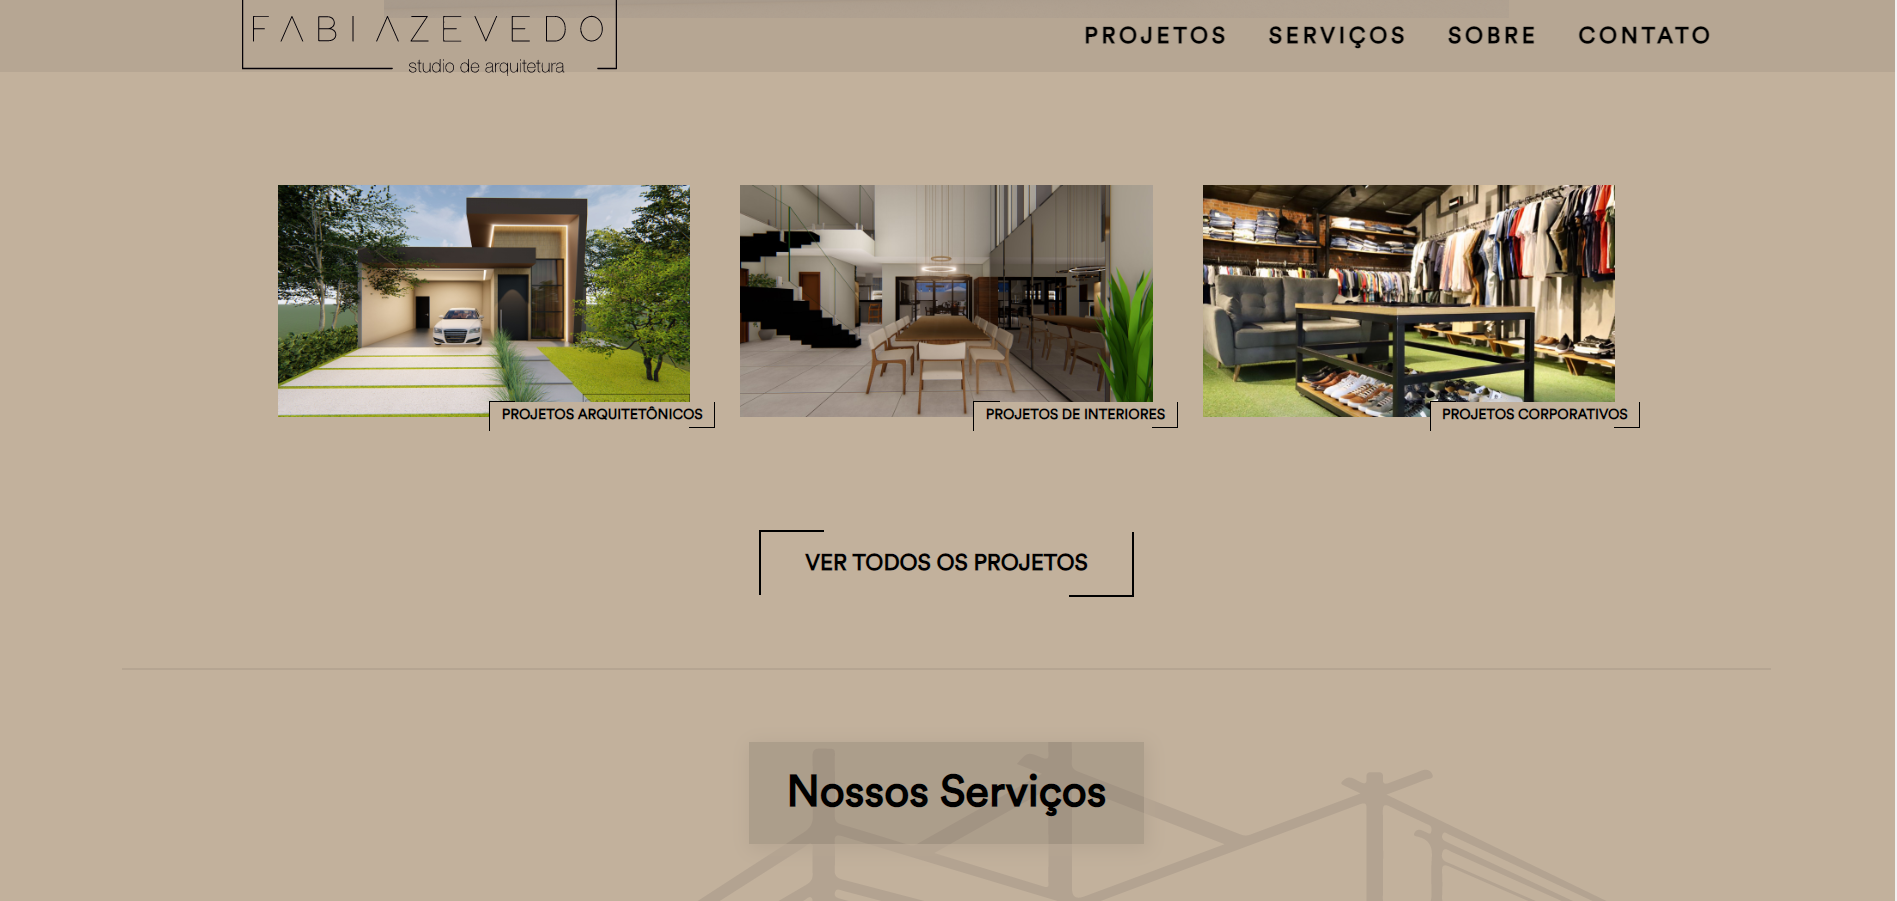 FABI AZEVEDO
studio de arquitetura
PROJETOS SERVIÇOS SOBRE CONTATO
PROJETOS ARQUITETÔNICOS
PROJETOS DE INTERIORES
PROJETOS CORPORATIVOS
VER TODOS OS PROJETOS
Nossos Serviços